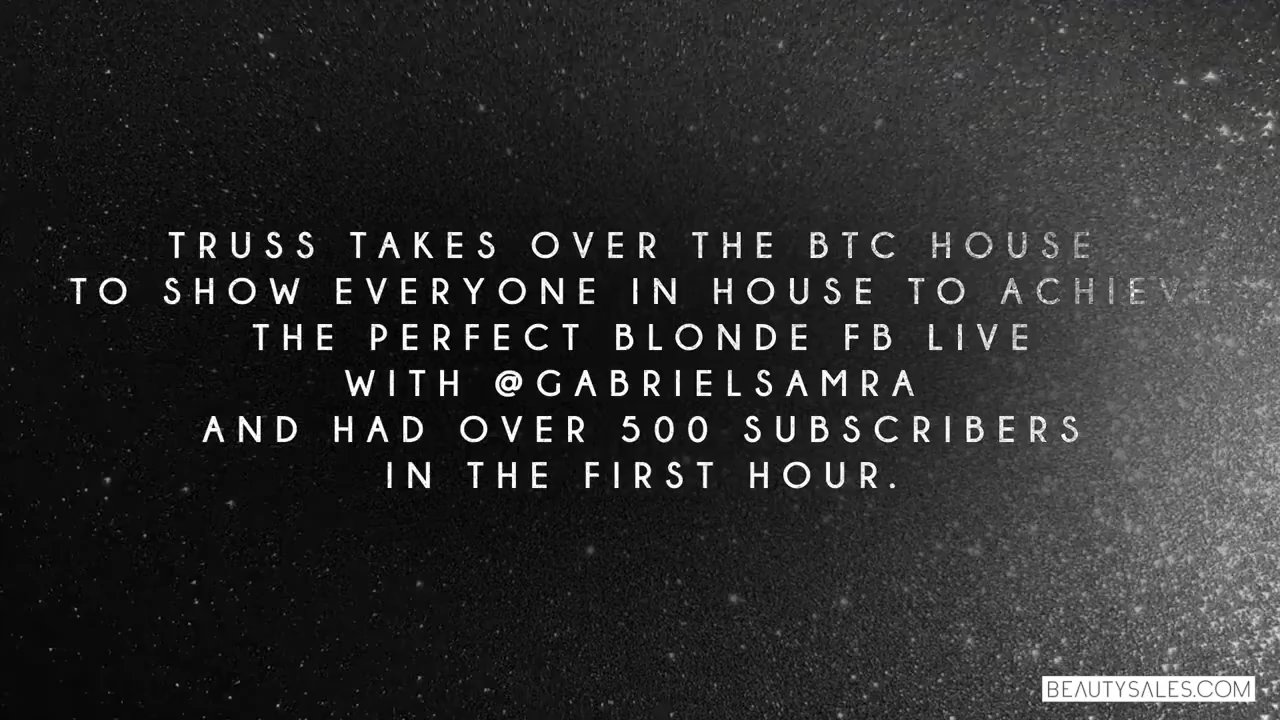 TRUSS TAKES OVER THE BTC HOUSE
TO SHOW EVERYONE IN HOUSE TO ACHIEVE
THE PERFECT BLONDE FB LIVE
WITH @GABRIELSAMRA
AND HAD OVER 500 SUBSCRIBERS
IN THE FIRST HOUR.
BEAUTYSALES.COM